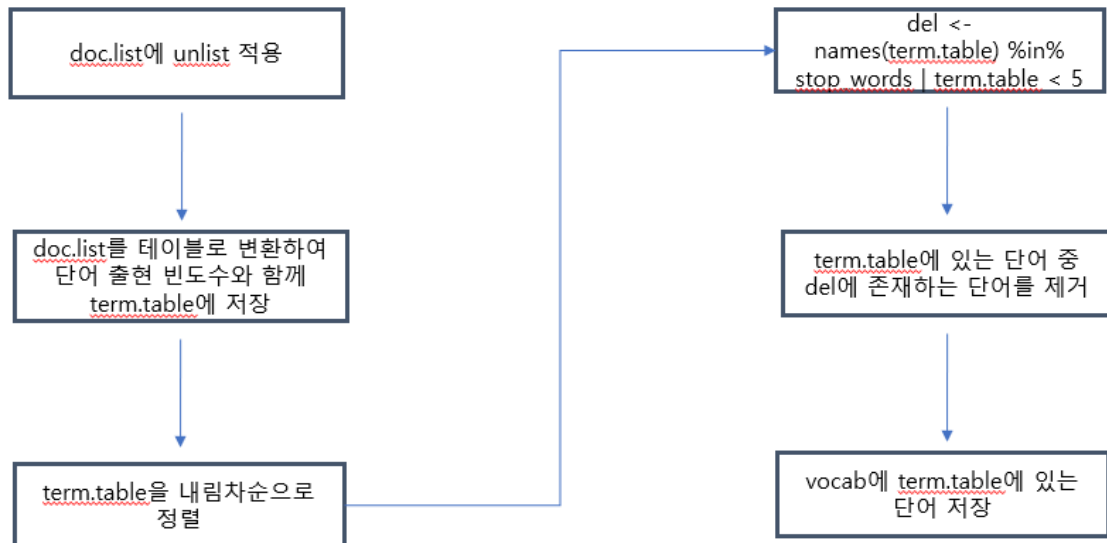 doc.list에 unlist 적용
doc.list를 테이블로 변환하여
단어 출현 빈도수와 함께
term.table에 저장
term.table을 내림차순으로
정렬
del <-
names(term.table) %in%
stop_words | term.table < 5
term.table에 있는 단어 중
del에 존재하는 단어를 제거
vocab에 term.table에 있는
단어 저장